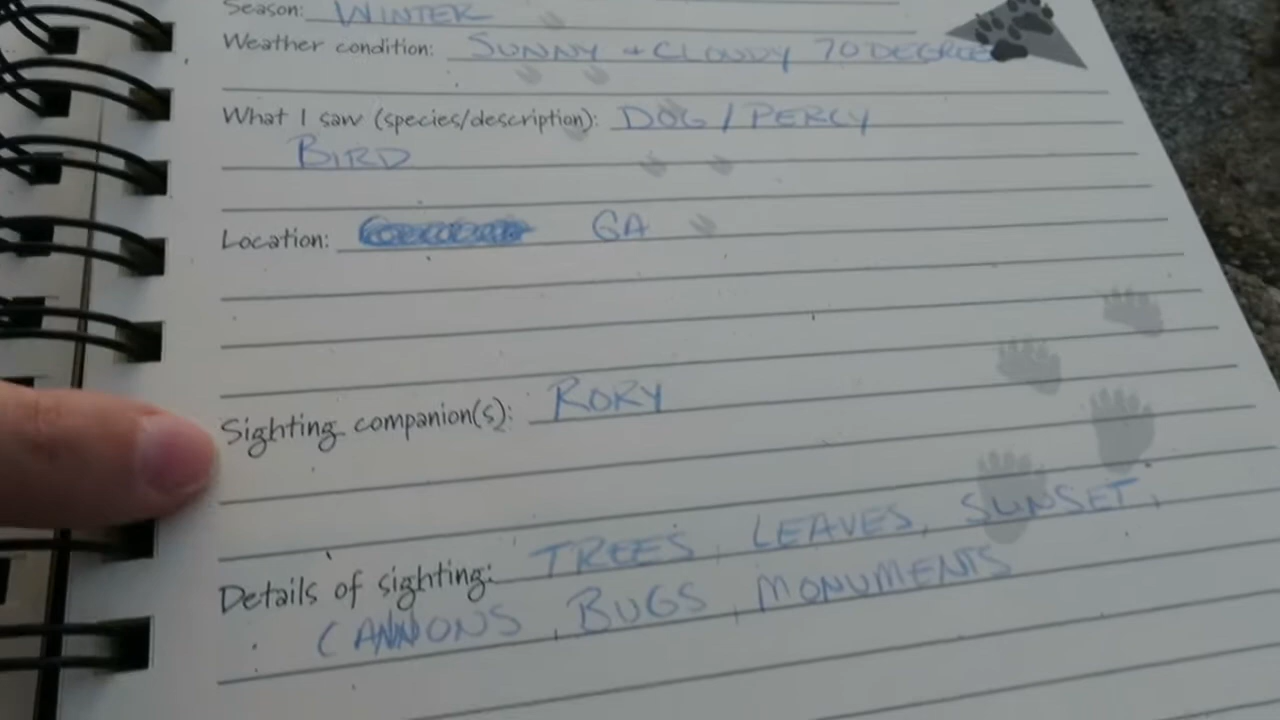 Season: WINTER
Weather condition: SUNNY + CLOUDY 70 DEGREE
What I saw (species/description): DOG / PERCY
BIRD
Location: GA
Sighting companion(s): RORY
Details of sighting: TREES, LEAVES, SUNSET,
CANNONS, BUGS, MONUMENTS